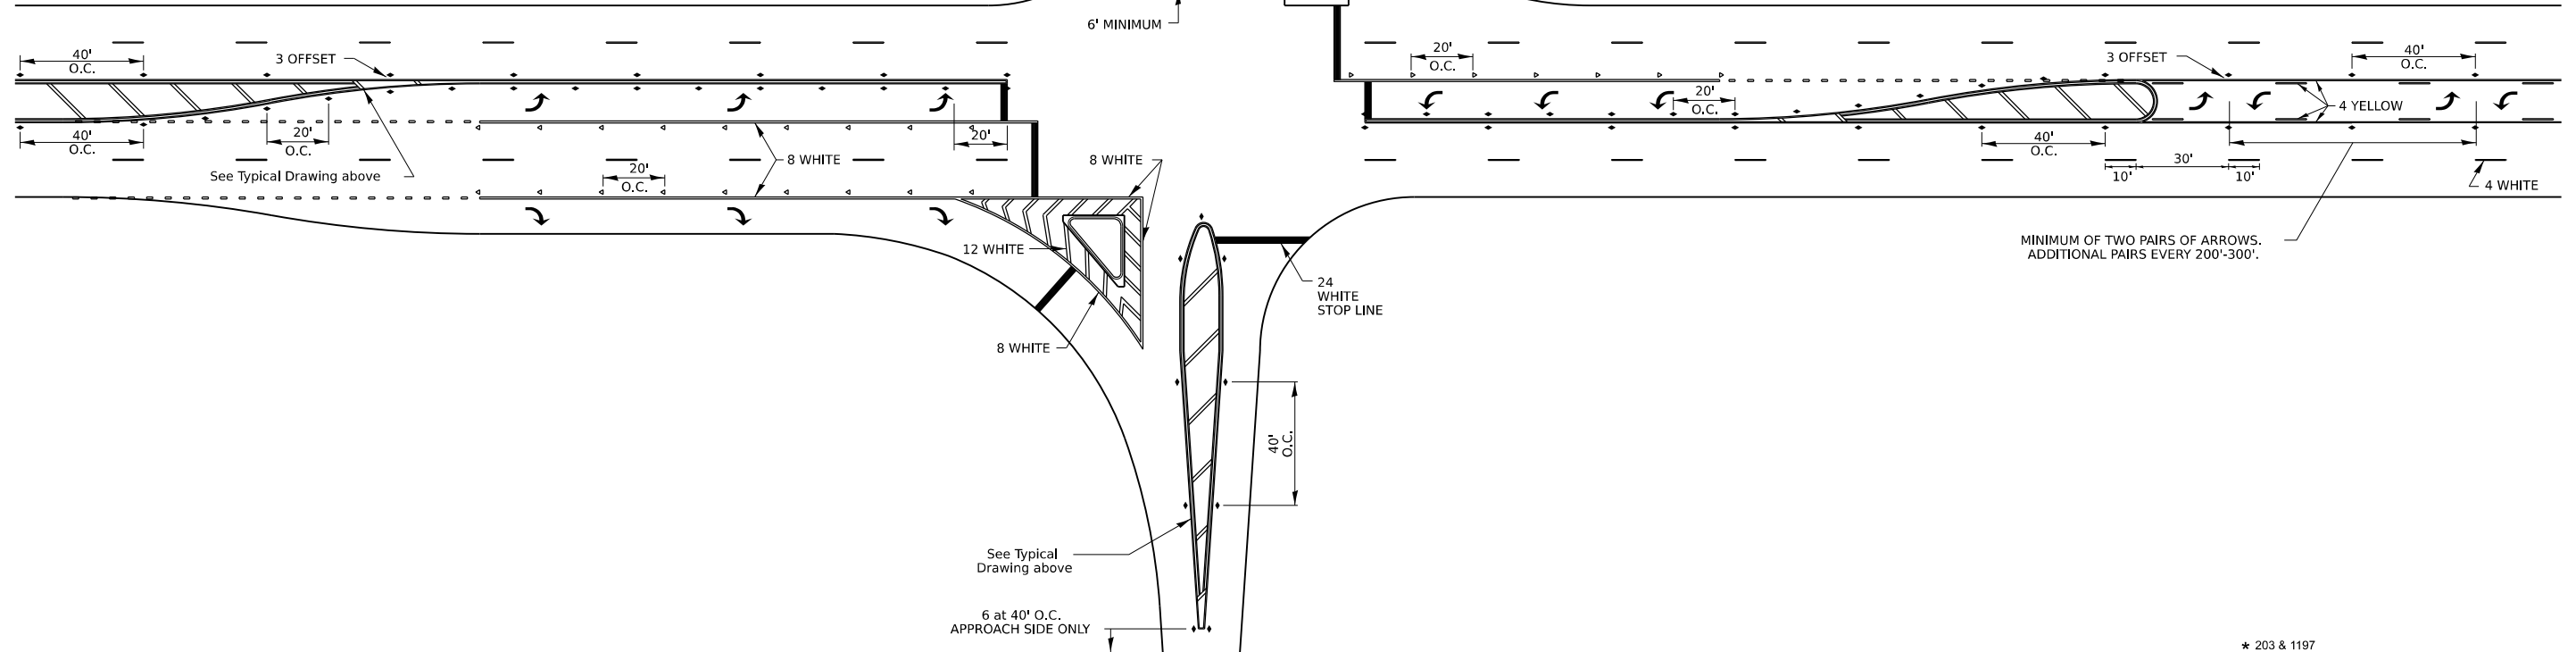 6' MINIMUM
40'
O.C.
3 OFFSET
20'
O.C.
3 OFFSET
40'
O.C.
4 YELLOW
20'
O.C.
40'
O.C.
20'
O.C.
20'
8 WHITE
8 WHITE
See Typical Drawing above
20'
O.C.
40'
O.C.
30'
10'
10'
4 WHITE
12 WHITE
MINIMUM OF TWO PAIRS OF ARROWS.
ADDITIONAL PAIRS EVERY 200'-300'.
24
WHITE
STOP LINE
8 WHITE
40'
O.C.
See Typical
Drawing above
6 at 40' O.C.
APPROACH SIDE ONLY
* 203 & 1197